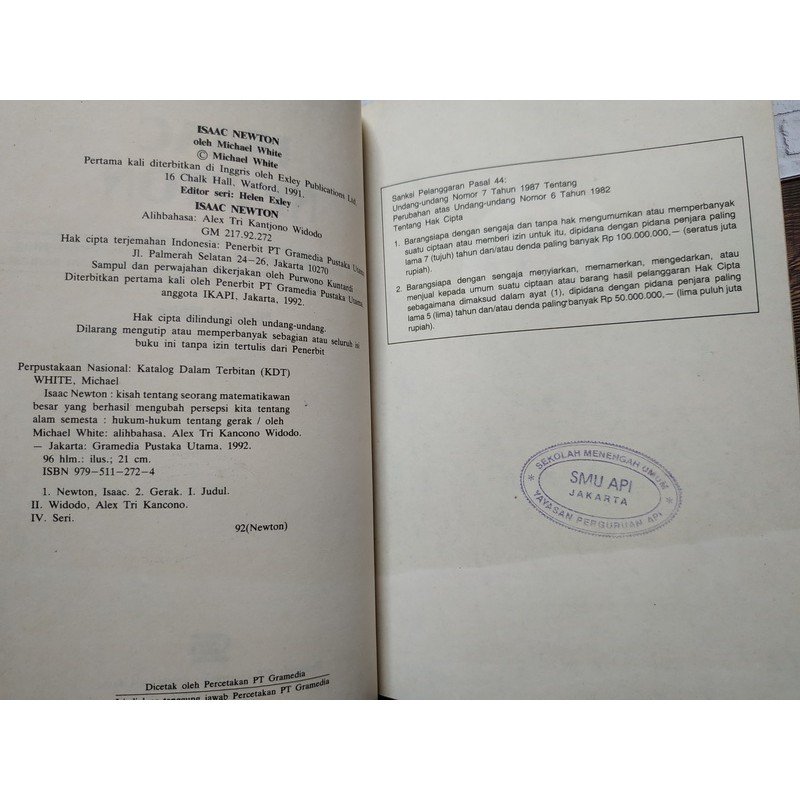 ISAAC NEWTON
oleh Michael White
© Michael White
Pertama kali diterbitkan di Inggris oleh Exley Publications Ltd.
16 Chalk Hall, Watford, 1991.
Editor seri: Helen Exley
ISAAC NEWTON
Alihbahasa: Alex Tri Kantjono Widodo
GM 217.92.272
Hak cipta terjemahan Indonesia: Penerbit PT Gramedia Pustaka Utama
Jl. Palmerah Selatan 24-26, Jakarta 10270
Sampul dan perwajahan dikerjakan oleh Purwono Kuntardi
Diterbitkan pertama kali oleh Penerbit PT Gramedia Pustaka Utama
anggota IKAPI, Jakarta, 1992.
Hak cipta dilindungi oleh undang-undang.
Dilarang mengutip atau memperbanyak sebagian atau seluruh isi
buku ini tanpa izin tertulis dari Penerbit
Perpustakaan Nasional: Katalog Dalam Terbitan (KDT)
WHITE, Michael
Isaac Newton : kisah tentang seorang matematikawan
besar yang berhasil mengubah persepsi kita tentang
alam semesta : hukum-hukum tentang gerak / oleh
Michael White: alihbahasa. Alex Tri Kancono Widodo.
— Jakarta: Gramedia Pustaka Utama. 1992.
96 hlm.: ilus.; 21 cm.
ISBN 979-511-272-4
1. Newton, Isaac. 2. Gerak. I. Judul.
II. Widodo, Alex Tri Kancono.
IV. Seri.
92(Newton)
Dicetak oleh Percetakan PT Gramedia
tanggung jawab Percetakan PT Gramedia
Sanksi Pelanggaran Pasal 44:
Undang-undang Nomor 7 Tahun 1987 Tentang
Perubahan atas Undang-undang Nomor 6 Tahun 1982
Tentang Hak Cipta
1. Barangsiapa dengan sengaja dan tanpa hak mengumumkan atau memperbanyak
suatu ciptaan atau memberi izin untuk itu, dipidana dengan pidana penjara paling
lama 7 (tujuh) tahun dan/atau denda paling banyak Rp 100.000.000,— (seratus juta
rupiah).
2. Barangsiapa dengan sengaja menyiarkan, memamerkan, mengedarkan, atau
menjual kepada umum suatu ciptaan atau barang hasil pelanggaran Hak Cipta
sebagaimana dimaksud dalam ayat (1), dipidana dengan pidana penjara paling
lama 5 (lima) tahun dan/atau denda paling banyak Rp 50.000.000,— (lima puluh juta
rupiah).
SEKOLAH MENENGAH UMUM
SMU API
JAKARTA
YAYASAN PERGURUAN API